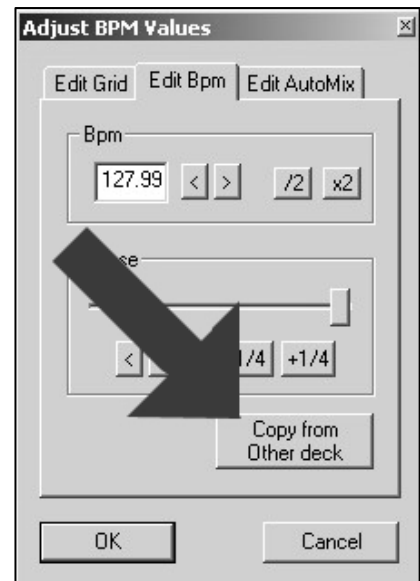 Adjust BPM Values
Edit Grid Edit Bpm Edit AutoMix
Bpm
127.99 < > /2 x2
< 1/4 +1/4
Copy from
Other deck
OK Cancel